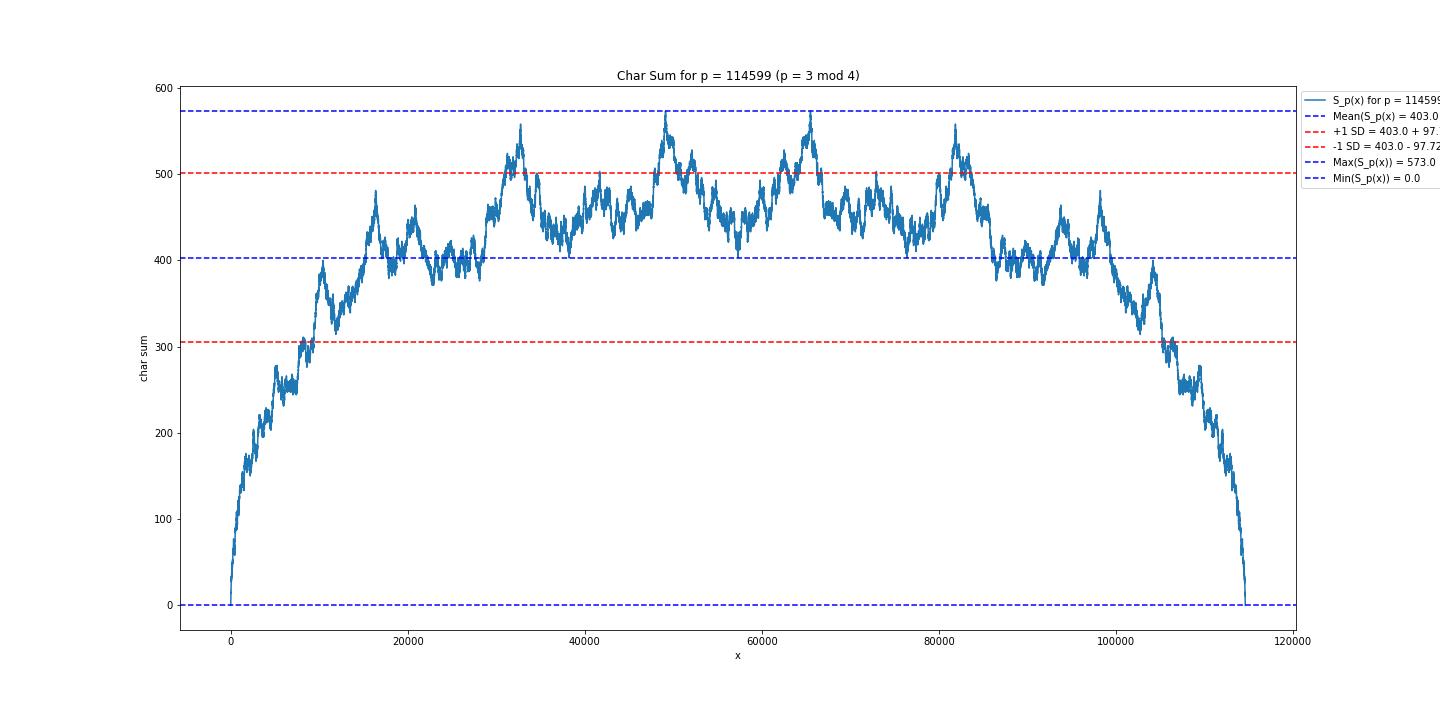 Char Sum for p = 114599 (p = 3 mod 4)
600
500
400
300
200
100
0
char sum
0
20000
40000
60000
80000
100000
120000
x
S_p(x) for p = 114599
Mean(S_p(x) = 403.0
+1 SD = 403.0 + 97.
-1 SD = 403.0 - 97.72
Max(S_p(x)) = 573.0
Min(S_p(x)) = 0.0